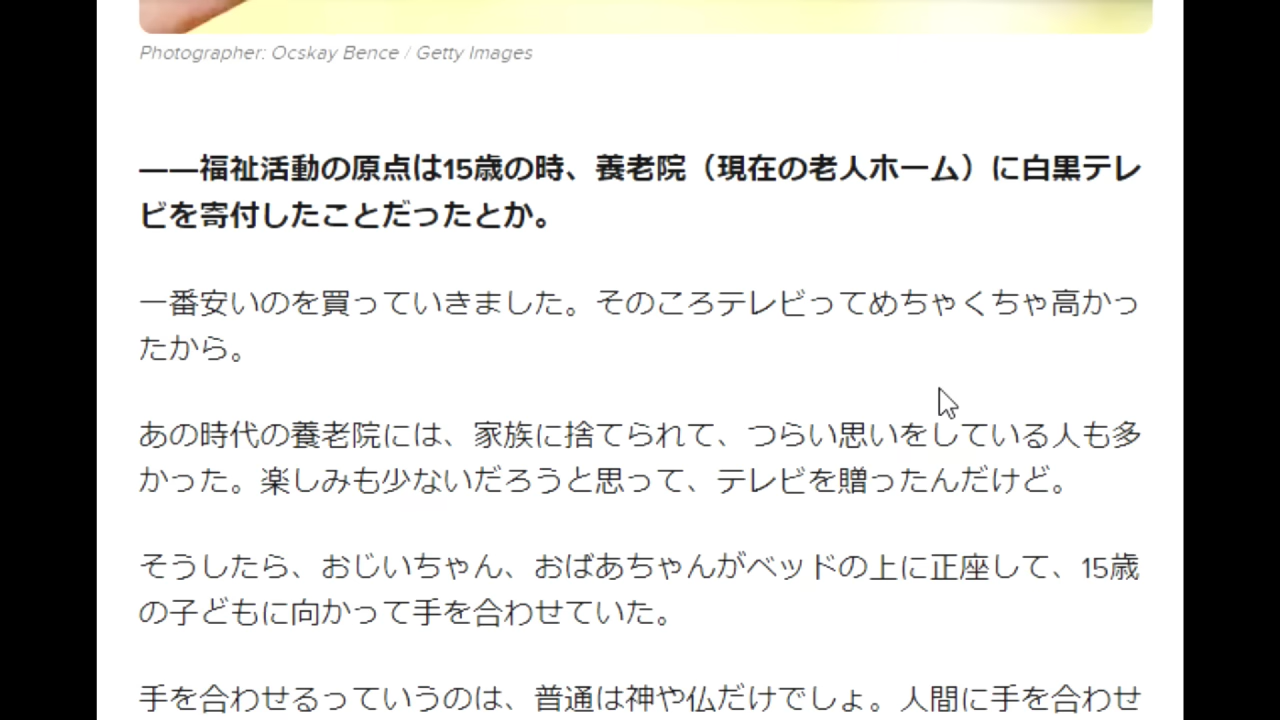 Photographer: Ocskay Bence / Getty Images
――福祉活動の原点は15歳の時、養老院（現在の老人ホーム）に白黒テレ
ビを寄付したことだったとか。
一番安いのを買っていきました。そのころテレビってめちゃくちゃ高かっ
たから。
あの時代の養老院には、家族に捨てられて、つらい思いをしている人も多
かった。楽しみも少ないだろうと思って、テレビを贈ったんだけど。
そうしたら、おじいちゃん、おばあちゃんがベッドの上に正座して、15歳
の子どもに向かって手を合わせていた。
手を合わせるっていうのは、普通は神や仏だけでしょ。人間に手を合わせ